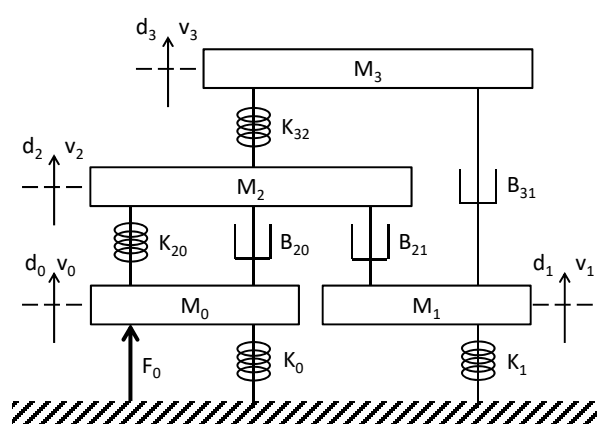 d₃ v₃
M₃
K₃₂
d₂ v₂
M₂
B₃₁
K₂₀
B₂₀
B₂₁
d₀ v₀
d₁ v₁
M₀
M₁
F₀
K₀
K₁